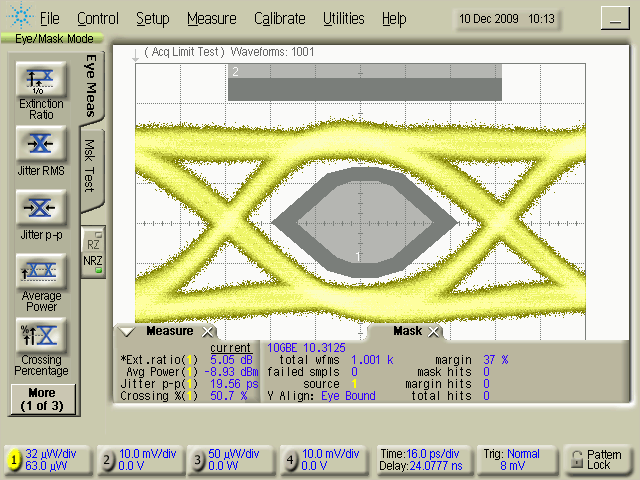 File Control Setup Measure Calibrate Utilities Help 10 Dec 2009 10:13
Eye/Mask Mode
( Acq Limit Test ) Waveforms: 1001
Eye Meas
Msk Test
1/0
Extinction
Ratio
Jitter RMS
Jitter p-p
RZ
NRZ
Average
Power
%
Crossing
Percentage
More
(1 of 3)
2
1
Measure
current
*Ext.ratio(1) 5.05 dB
Avg Power(1) -8.93 dBm
Jitter p-p(1) 19.56 ps
Crossing %(1) 50.7 %
Mask
10GBE 10.3125
total wfms 1.001 k margin 37 %
failed smpls 0 mask hits 0
source 1 margin hits 0
Y Align: Eye Bound total hits 0
1 32 µW/div
63.0 µW
2 10.0 mV/div
0.0 V
3 50 µW/div
0.0 W
4 10.0 mV/div
0.0 V
Time:16.0 ps/div
Delay:24.0777 ns
Trig: Normal
8 mV
Pattern
Lock